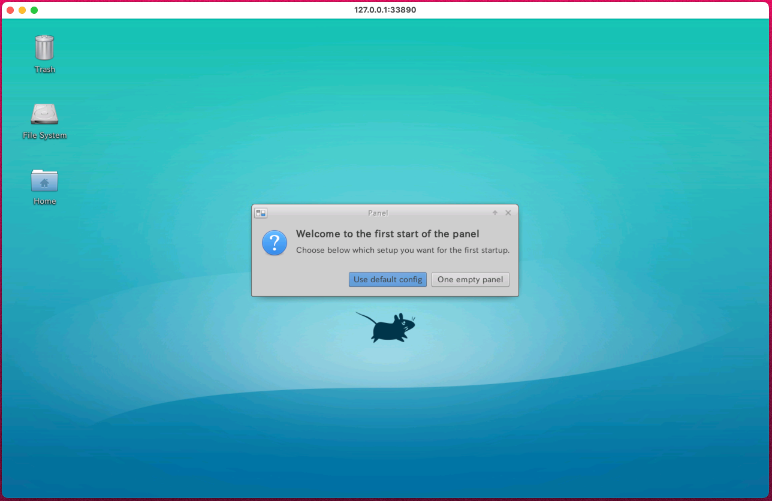 127.0.0.1:33890
Trash
File System
Home
Panel
Welcome to the first start of the panel
Choose below which setup you want for the first startup.
Use default config
One empty panel